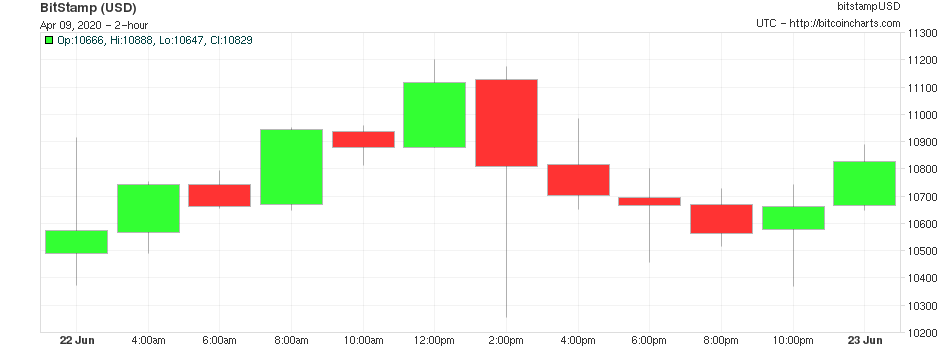 BitStamp (USD)
bitstampUSD
Apr 09, 2020 - 2-hour
UTC - http://bitcoincharts.com
Op:10666, Hi:10888, Lo:10647, Cl:10829
11300
11200
11100
11000
10900
10800
10700
10600
10500
10400
10300
10200
22 Jun
4:00am
6:00am
8:00am
10:00am
12:00pm
2:00pm
4:00pm
6:00pm
8:00pm
10:00pm
23 Jun